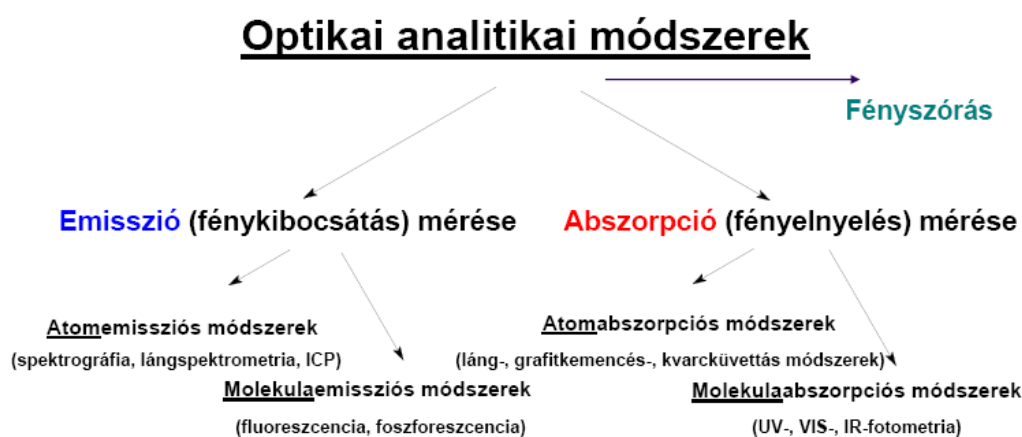 Optikai analitikai módszerek
Fényszórás
Emisszió (fénykibocsátás) mérése
Abszorpció (fényelnyelés) mérése
Atomemissziós módszerek
(spektrográfia, lángspektrometria, ICP)
Molekulaemissziós módszerek
(fluoreszcencia, foszforeszcencia)
Atomabszorpciós módszerek
(láng-, grafitkemencés-, kvarcküvettás módszerek)
Molekulaabszorpciós módszerek
(UV-, VIS-, IR-fotometria)